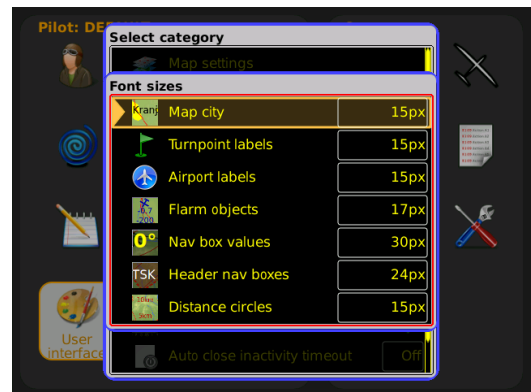 Pilot: DE
Select category
Map settings
Font sizes
Kranj
Map city
15px
Turnpoint labels
15px
Airport labels
15px
Flarm objects
17px
0°
Nav box values
30px
TSK
Header nav boxes
24px
Distance circles
15px
User
interface
Auto close inactivity timeout
Off